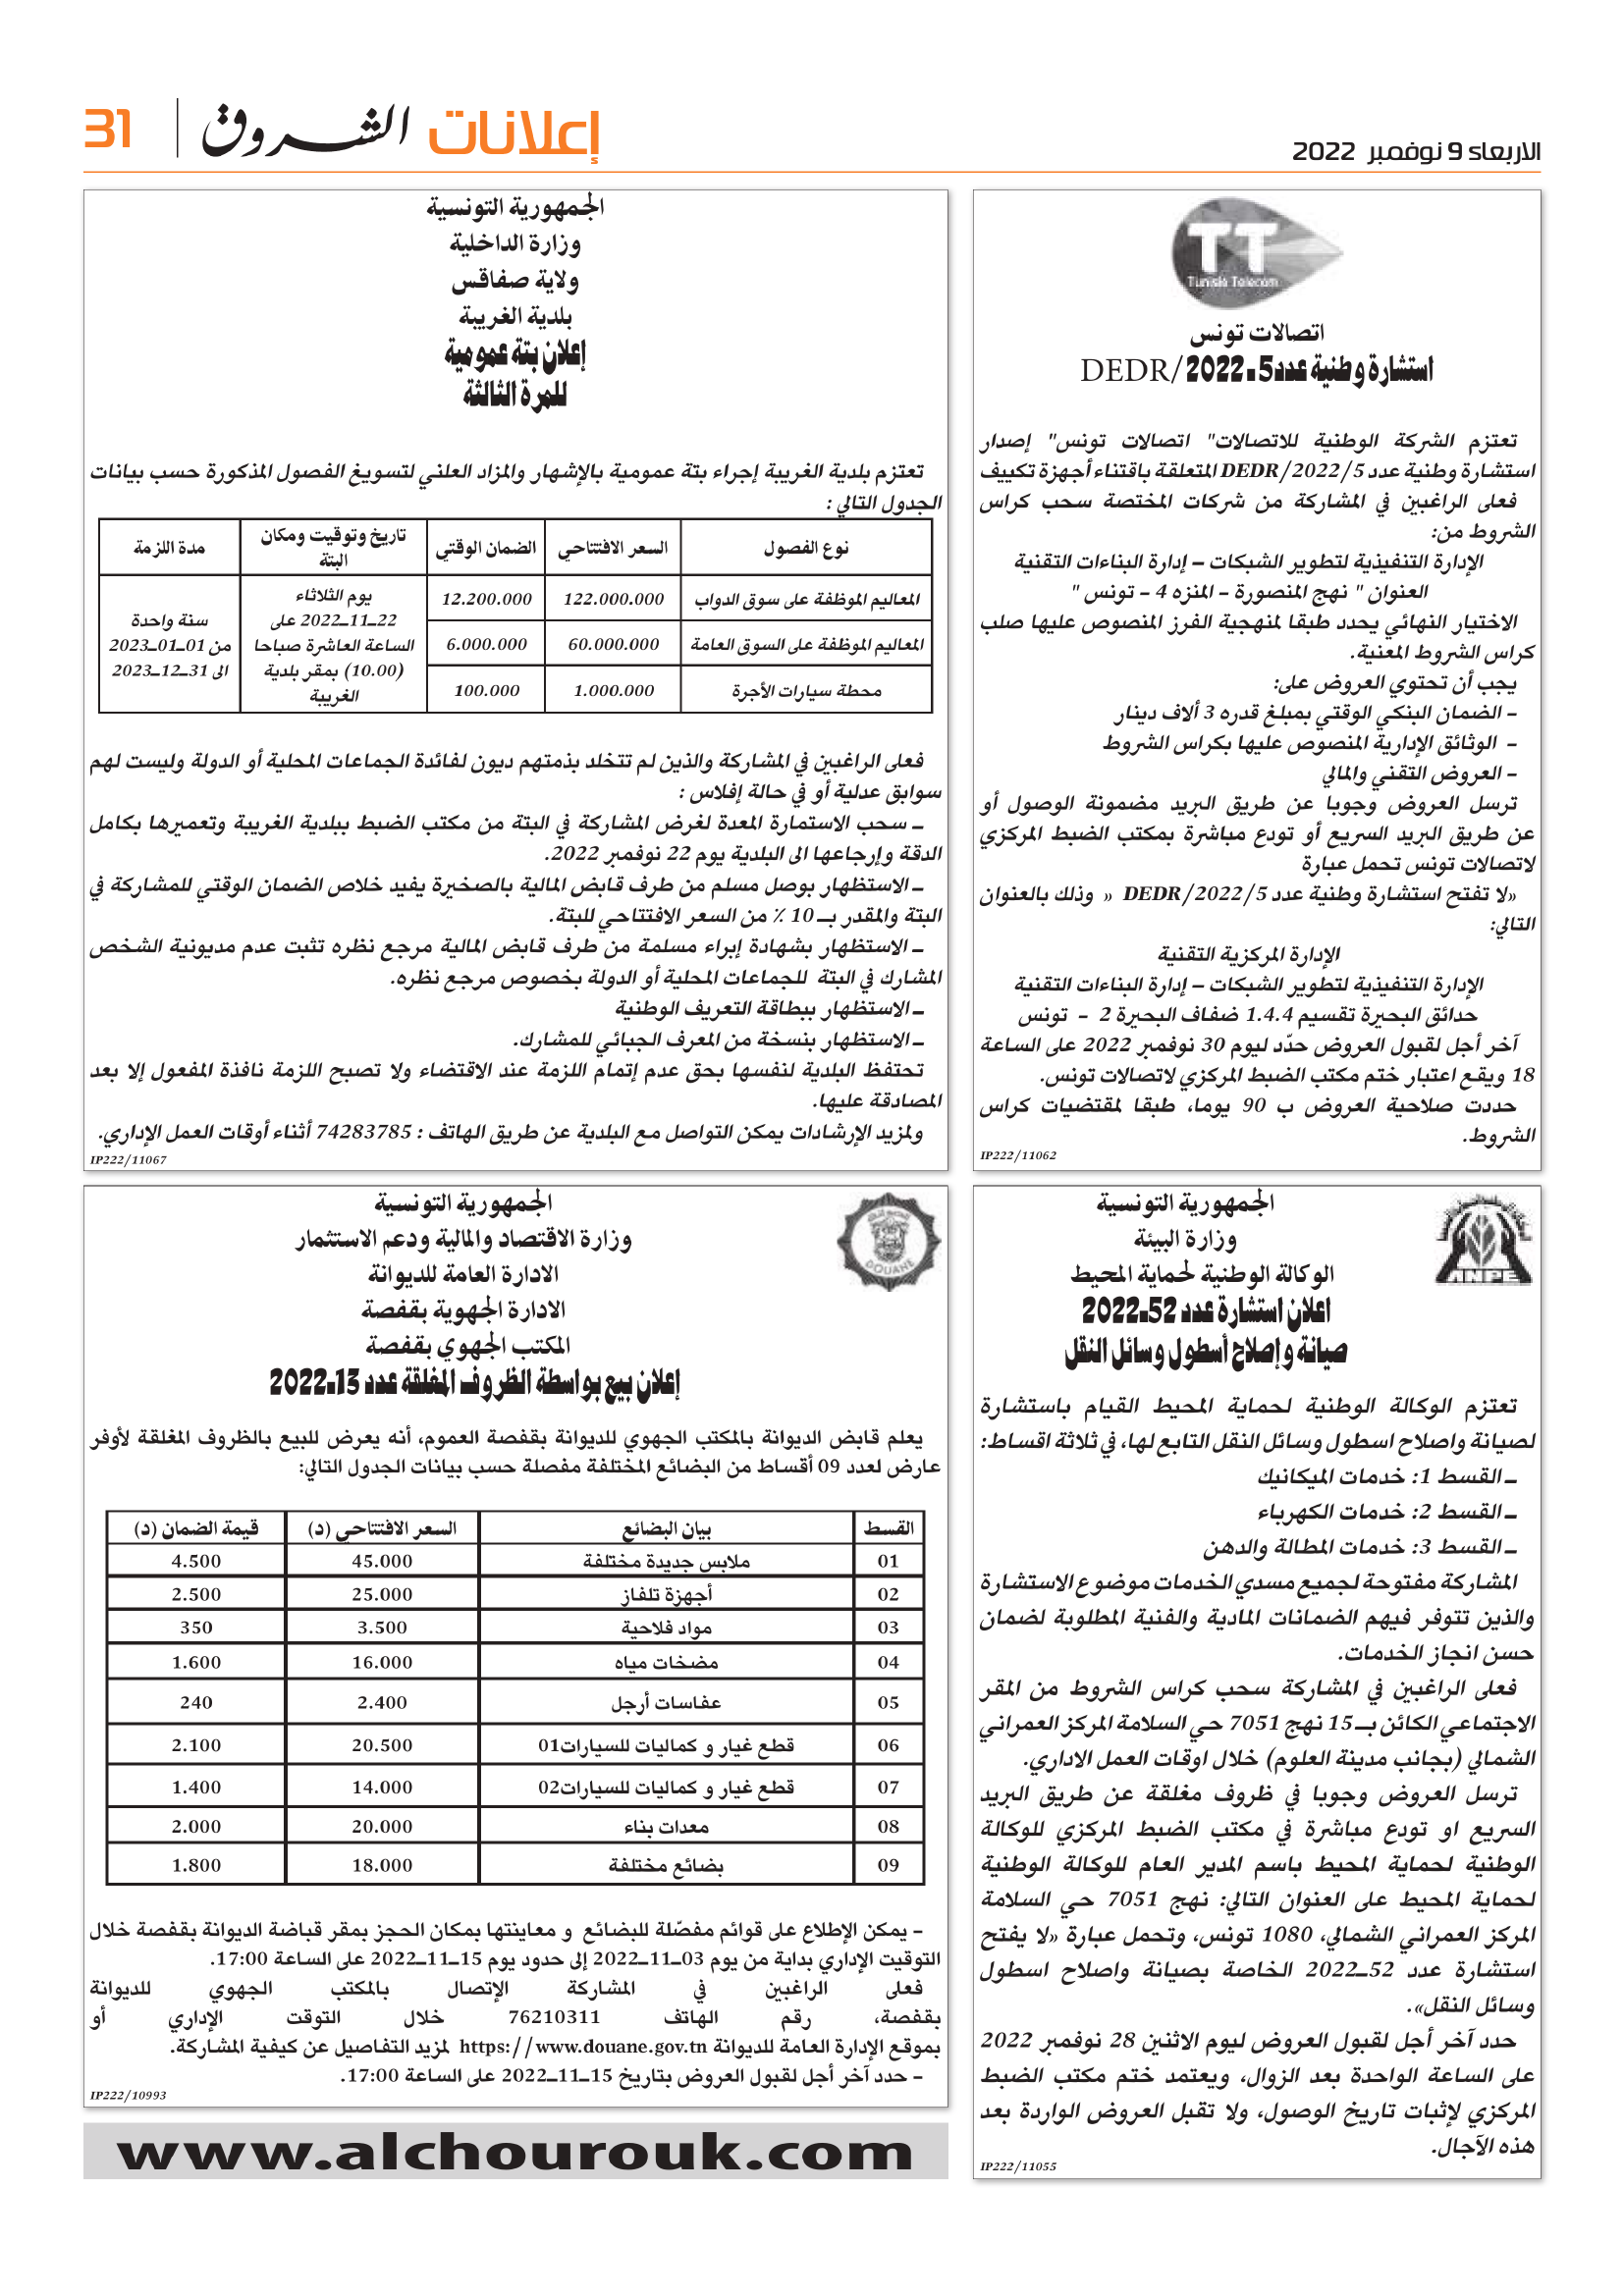 الاربعاء 9 نوفمبر 2022
إعلانات
الشروق
31
TT
Tunisie Telecom
اتصالات تونس
استشارة وطنية عدد5 ـ 2022/DEDR
تعتزم الشركة الوطنية للاتصالات" اتصالات تونس" إصدار
استشارة وطنية عدد 5/DEDR/2022 المتعلقة باقتناء أجهزة تكييف
فعلى الراغبين في المشاركة من شركات المختصة سحب كراس
الشروط من:
الإدارة التنفيذية لتطوير الشبكات – إدارة البناءات التقنية
العنوان " نهج المنصورة – المنزه 4 – تونس "
الاختيار النهائي يحدد طبقا لمنهجية الفرز المنصوص عليها صلب
كراس الشروط المعنية.
يجب أن تحتوي العروض على:
– الضمان البنكي الوقتي بمبلغ قدره 3 ألاف دينار
– الوثائق الإدارية المنصوص عليها بكراس الشروط
– العروض التقني والمالي
ترسل العروض وجوبا عن طريق البريد مضمونة الوصول أو
عن طريق البريد السريع أو تودع مباشرة بمكتب الضبط المركزي
لاتصالات تونس تحمل عبارة
«لا تفتح استشارة وطنية عدد 5/DEDR/2022 » وذلك بالعنوان
التالي:
الإدارة المركزية التقنية
الإدارة التنفيذية لتطوير الشبكات – إدارة البناءات التقنية
حدائق البحيرة تقسيم 1.4.4 ضفاف البحيرة 2 – تونس
آخر أجل لقبول العروض حدّد ليوم 30 نوفمبر 2022 على الساعة
18 ويقع اعتبار ختم مكتب الضبط المركزي لاتصالات تونس.
حددت صلاحية العروض ب 90 يوما، طبقا لمقتضيات كراس
الشروط.
IP222/11062
الجمهورية التونسية
وزارة الداخلية
ولاية صفاقس
بلدية الغريبة
إعلان بتة عمومية
للمرة الثالثة
تعتزم بلدية الغريبة إجراء بتة عمومية بالإشهار والمزاد العلني لتسويغ الفصول المذكورة حسب بيانات
الجدول التالي :
نوع الفصول السعر الافتتاحي الضمان الوقتي تاريخ وتوقيت ومكان البتة مدة اللزمة
المعاليم الموظفة على سوق الدواب 122.000.000 12.200.000
المعاليم الموظفة على السوق العامة 60.000.000 6.000.000
محطة سيارات الأجرة 1.000.000 100.000
يوم الثلاثاء
22ــ11ــ2022 على
الساعة العاشرة صباحا
(10.00) بمقر بلدية
الغريبة
سنة واحدة
من 01ــ01ــ2023
الى 31ــ12ــ2023
فعلى الراغبين في المشاركة والذين لم تتخلد بذمتهم ديون لفائدة الجماعات المحلية أو الدولة وليست لهم
سوابق عدلية أو في حالة إفلاس :
ــ سحب الاستمارة المعدة لغرض المشاركة في البتة من مكتب الضبط ببلدية الغريبة وتعميرها بكامل
الدقة وإرجاعها الى البلدية يوم 22 نوفمبر 2022.
ــ الاستظهار بوصل مسلم من طرف قابض المالية بالصخيرة يفيد خلاص الضمان الوقتي للمشاركة في
البتة والمقدر بــ 10 ٪ من السعر الافتتاحي للبتة.
ــ الاستظهار بشهادة إبراء مسلمة من طرف قابض المالية مرجع نظره تثبت عدم مديونية الشخص
المشارك في البتة للجماعات المحلية أو الدولة بخصوص مرجع نظره.
ــ الاستظهار ببطاقة التعريف الوطنية
ــ الاستظهار بنسخة من المعرف الجبائي للمشارك.
تحتفظ البلدية لنفسها بحق عدم إتمام اللزمة عند الاقتضاء ولا تصبح اللزمة نافذة المفعول إلا بعد
المصادقة عليها.
ولمزيد الإرشادات يمكن التواصل مع البلدية عن طريق الهاتف : 74283785 أثناء أوقات العمل الإداري.
IP222/11067
ANPE
الجمهورية التونسية
وزارة البيئة
الوكالة الوطنية لحماية المحيط
اعلان استشارة عدد 52ـ2022
صيانة وإصلاح أسطول وسائل النقل
تعتزم الوكالة الوطنية لحماية المحيط القيام باستشارة
لصيانة واصلاح اسطول وسائل النقل التابع لها، في ثلاثة اقساط:
ــ القسط 1: خدمات الميكانيك
ــ القسط 2: خدمات الكهرباء
ــ القسط 3: خدمات المطالة والدهن
المشاركة مفتوحة لجميع مسدي الخدمات موضوع الاستشارة
والذين تتوفر فيهم الضمانات المادية والفنية المطلوبة لضمان
حسن انجاز الخدمات.
فعلى الراغبين في المشاركة سحب كراس الشروط من المقر
الاجتماعي الكائن بــ 15 نهج 7051 حي السلامة المركز العمراني
الشمالي (بجانب مدينة العلوم) خلال اوقات العمل الاداري.
ترسل العروض وجوبا في ظروف مغلقة عن طريق البريد
السريع او تودع مباشرة في مكتب الضبط المركزي للوكالة
الوطنية لحماية المحيط باسم المدير العام للوكالة الوطنية
لحماية المحيط على العنوان التالي: نهج 7051 حي السلامة
المركز العمراني الشمالي، 1080 تونس، وتحمل عبارة «لا يفتح
استشارة عدد 52ــ2022 الخاصة بصيانة واصلاح اسطول
وسائل النقل».
حدد آخر أجل لقبول العروض ليوم الاثنين 28 نوفمبر 2022
على الساعة الواحدة بعد الزوال، ويعتمد ختم مكتب الضبط
المركزي لإثبات تاريخ الوصول، ولا تقبل العروض الواردة بعد
هذه الآجال.
IP222/11055
DOUANE
الجمهورية التونسية
وزارة الاقتصاد والمالية ودعم الاستثمار
الادارة العامة للديوانة
الادارة الجهوية بقفصة
المكتب الجهوي بقفصة
إعلان بيع بواسطة الظروف المغلقة عدد 13ـ2022
يعلم قابض الديوانة بالمكتب الجهوي للديوانة بقفصة العموم، أنه يعرض للبيع بالظروف المغلقة لأوفر
عارض لعدد 09 أقساط من البضائع المختلفة مفصلة حسب بيانات الجدول التالي:
القسط بيان البضائع السعر الافتتاحي (د) قيمة الضمان (د)
01 ملابس جديدة مختلفة 45.000 4.500
02 أجهزة تلفاز 25.000 2.500
03 مواد فلاحية 3.500 350
04 مضخات مياه 16.000 1.600
05 عفاسات أرجل 2.400 240
06 قطع غيار و كماليات للسيارات01 20.500 2.100
07 قطع غيار و كماليات للسيارات02 14.000 1.400
08 معدات بناء 20.000 2.000
09 بضائع مختلفة 18.000 1.800
– يمكن الإطلاع على قوائم مفصّلة للبضائع و معاينتها بمكان الحجز بمقر قباضة الديوانة بقفصة خلال
التوقيت الإداري بداية من يوم 03ــ11ــ2022 إلى حدود يوم 15ــ11ــ2022 على الساعة 17:00.
فعلى الراغبين في المشاركة الإتصال بالمكتب الجهوي للديوانة
بقفصة، رقم الهاتف 76210311 خلال التوقت الإداري أو
بموقع الإدارة العامة للديوانة https://www.douane.gov.tn لمزيد التفاصيل عن كيفية المشاركة.
– حدد آخر أجل لقبول العروض بتاريخ 15ــ11ــ2022 على الساعة 17:00.
IP222/10993
www.alchourouk.com